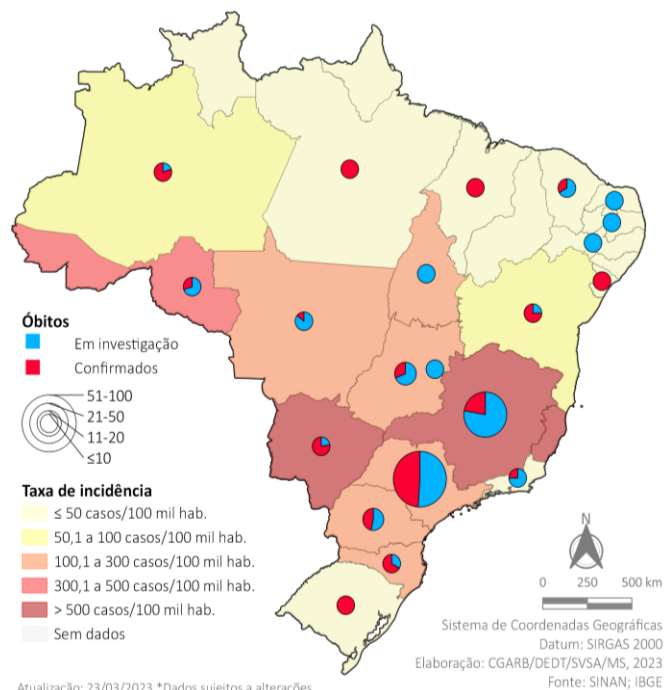 Óbitos
Em investigação
Confirmados
51-100
21-50
11-20
≤10
Taxa de incidência
≤ 50 casos/100 mil hab.
50,1 a 100 casos/100 mil hab.
100,1 a 300 casos/100 mil hab.
300,1 a 500 casos/100 mil hab.
> 500 casos/100 mil hab.
Sem dados
N
0 250 500 km
Sistema de Coordenadas Geográficas
Datum: SIRGAS 2000
Elaboração: CGARB/DEDT/SVSA/MS, 2023
Fonte: SINAN; IBGE
Atualização: 23/03/2023 *Dados sujeitos a alterações